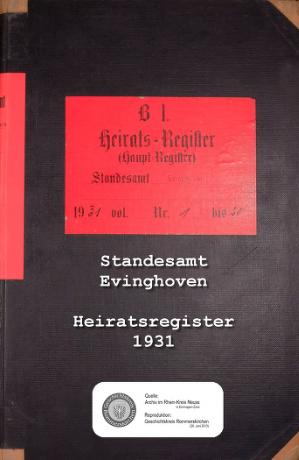 B I.
Heirats-Register
(Haupt-Register)
Standesamt
1931 vol. Nr. 1 bis
Standesamt
Evinghoven
Heiratsregister
1931
Quelle:
Archiv im Rhein-Kreis Neuss
Reproduktion:
Geschichtskreis Rommerskirchen